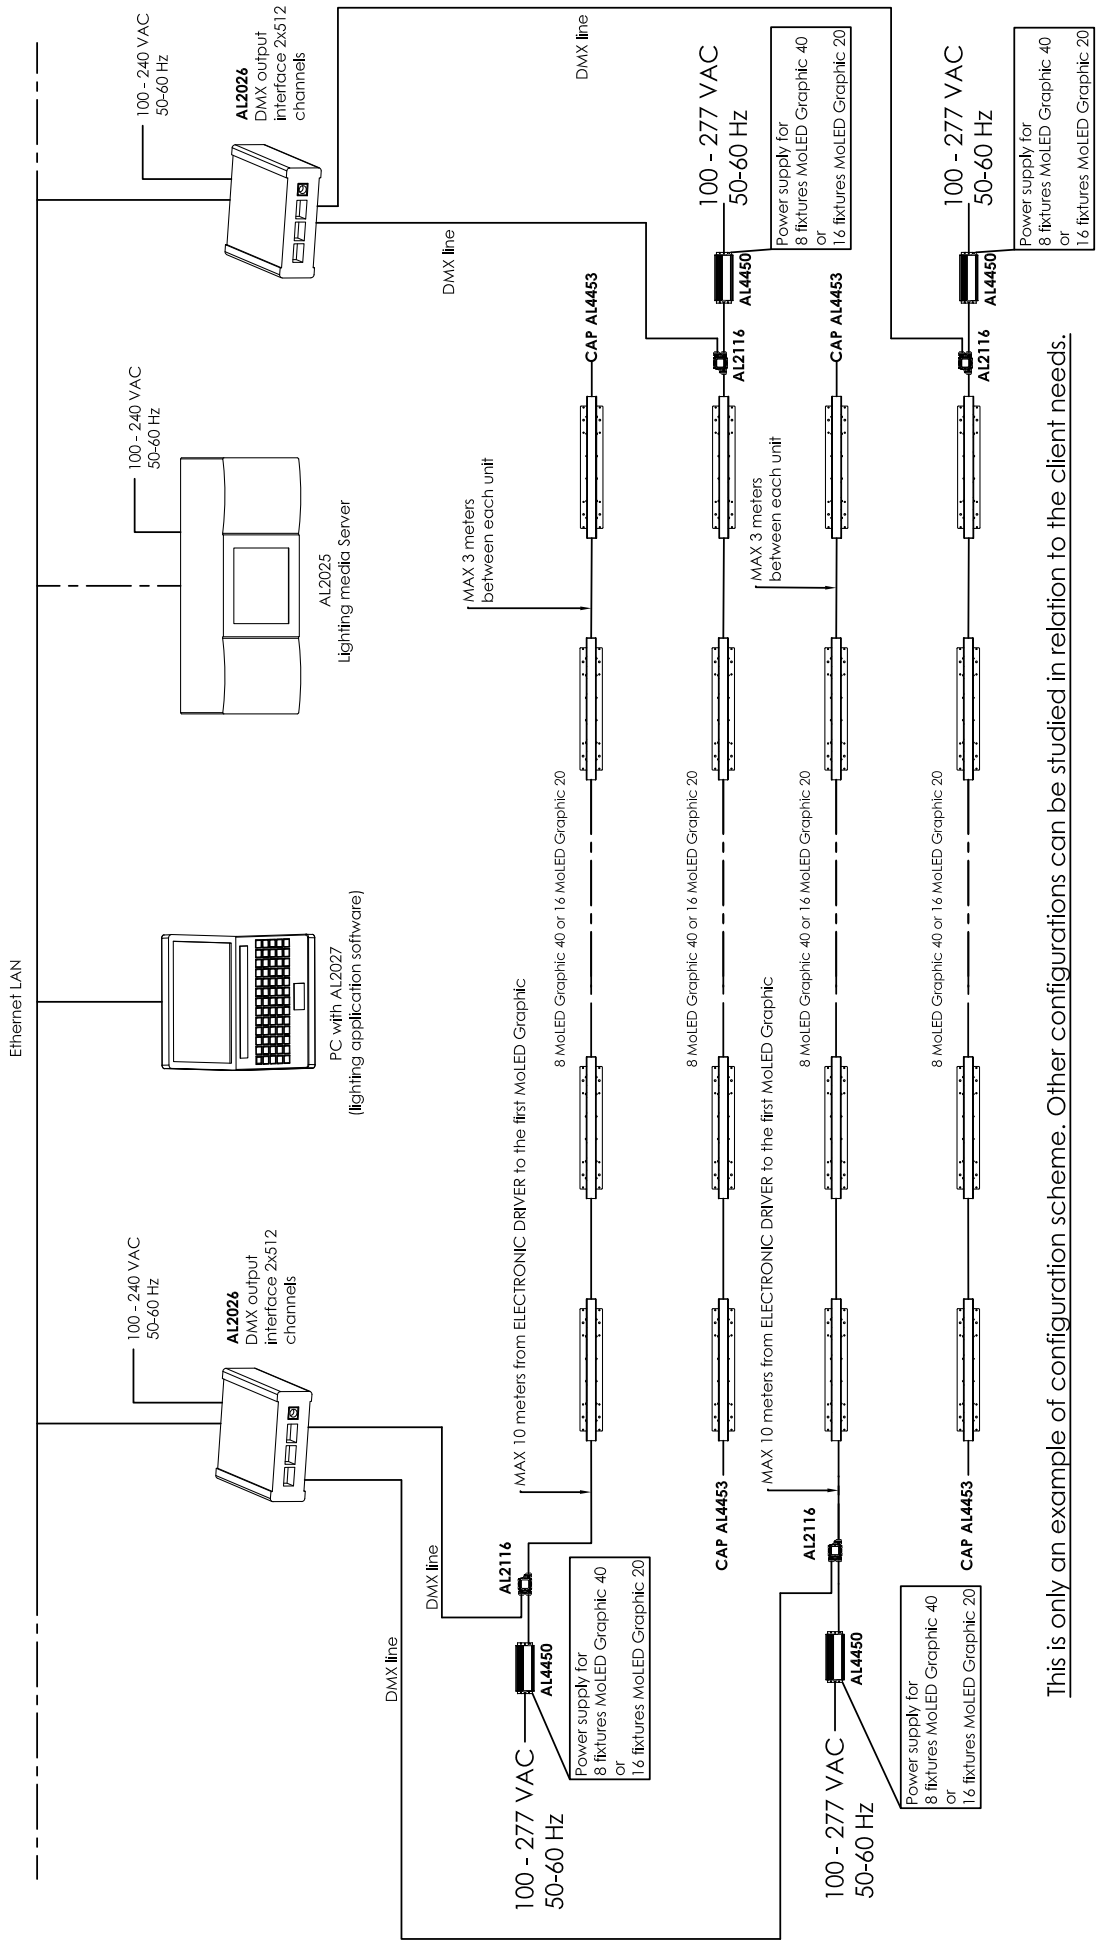 Ethernet LAN
100 - 240 VAC
50-60 Hz
AL2026
DMX output
interface 2x512
channels
PC with AL2027
(lighting application software)
100 - 240 VAC
50-60 Hz
AL2025
Lighting media Server
100 - 240 VAC
50-60 Hz
AL2026
DMX output
interface 2x512
channels
DMX line
DMX line
DMX line
DMX line
100 - 277 VAC
50-60 Hz
AL4450
Power supply for
8 fixtures MoLED Graphic 40
or
16 fixtures MoLED Graphic 20
AL2116
MAX 10 meters from ELECTRONIC DRIVER to the first MoLED Graphic
8 MoLED Graphic 40 or 16 MoLED Graphic 20
MAX 3 meters
between each unit
CAP AL4453
CAP AL4453
8 MoLED Graphic 40 or 16 MoLED Graphic 20
AL2116
AL4450
100 - 277 VAC
50-60 Hz
Power supply for
8 fixtures MoLED Graphic 40
or
16 fixtures MoLED Graphic 20
100 - 277 VAC
50-60 Hz
AL4450
Power supply for
8 fixtures MoLED Graphic 40
or
16 fixtures MoLED Graphic 20
AL2116
MAX 10 meters from ELECTRONIC DRIVER to the first MoLED Graphic
8 MoLED Graphic 40 or 16 MoLED Graphic 20
MAX 3 meters
between each unit
CAP AL4453
CAP AL4453
8 MoLED Graphic 40 or 16 MoLED Graphic 20
AL2116
AL4450
100 - 277 VAC
50-60 Hz
Power supply for
8 fixtures MoLED Graphic 40
or
16 fixtures MoLED Graphic 20
This is only an example of configuration scheme. Other configurations can be studied in relation to the client needs.